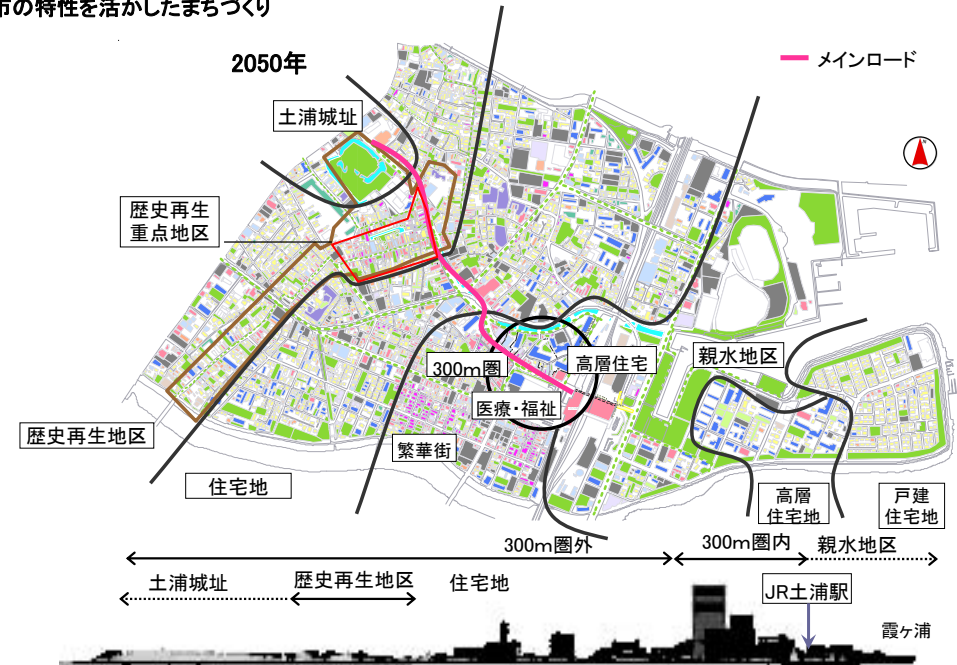 市の特性を活かしたまちづくり
2050年
メインロード
土浦城址
歴史再生
重点地区
300m圏
高層住宅
親水地区
医療・福祉
歴史再生地区
繁華街
住宅地
高層
住宅地
戸建
住宅地
300m圏外
300m圏内
親水地区
土浦城址
歴史再生地区
住宅地
JR土浦駅
霞ヶ浦